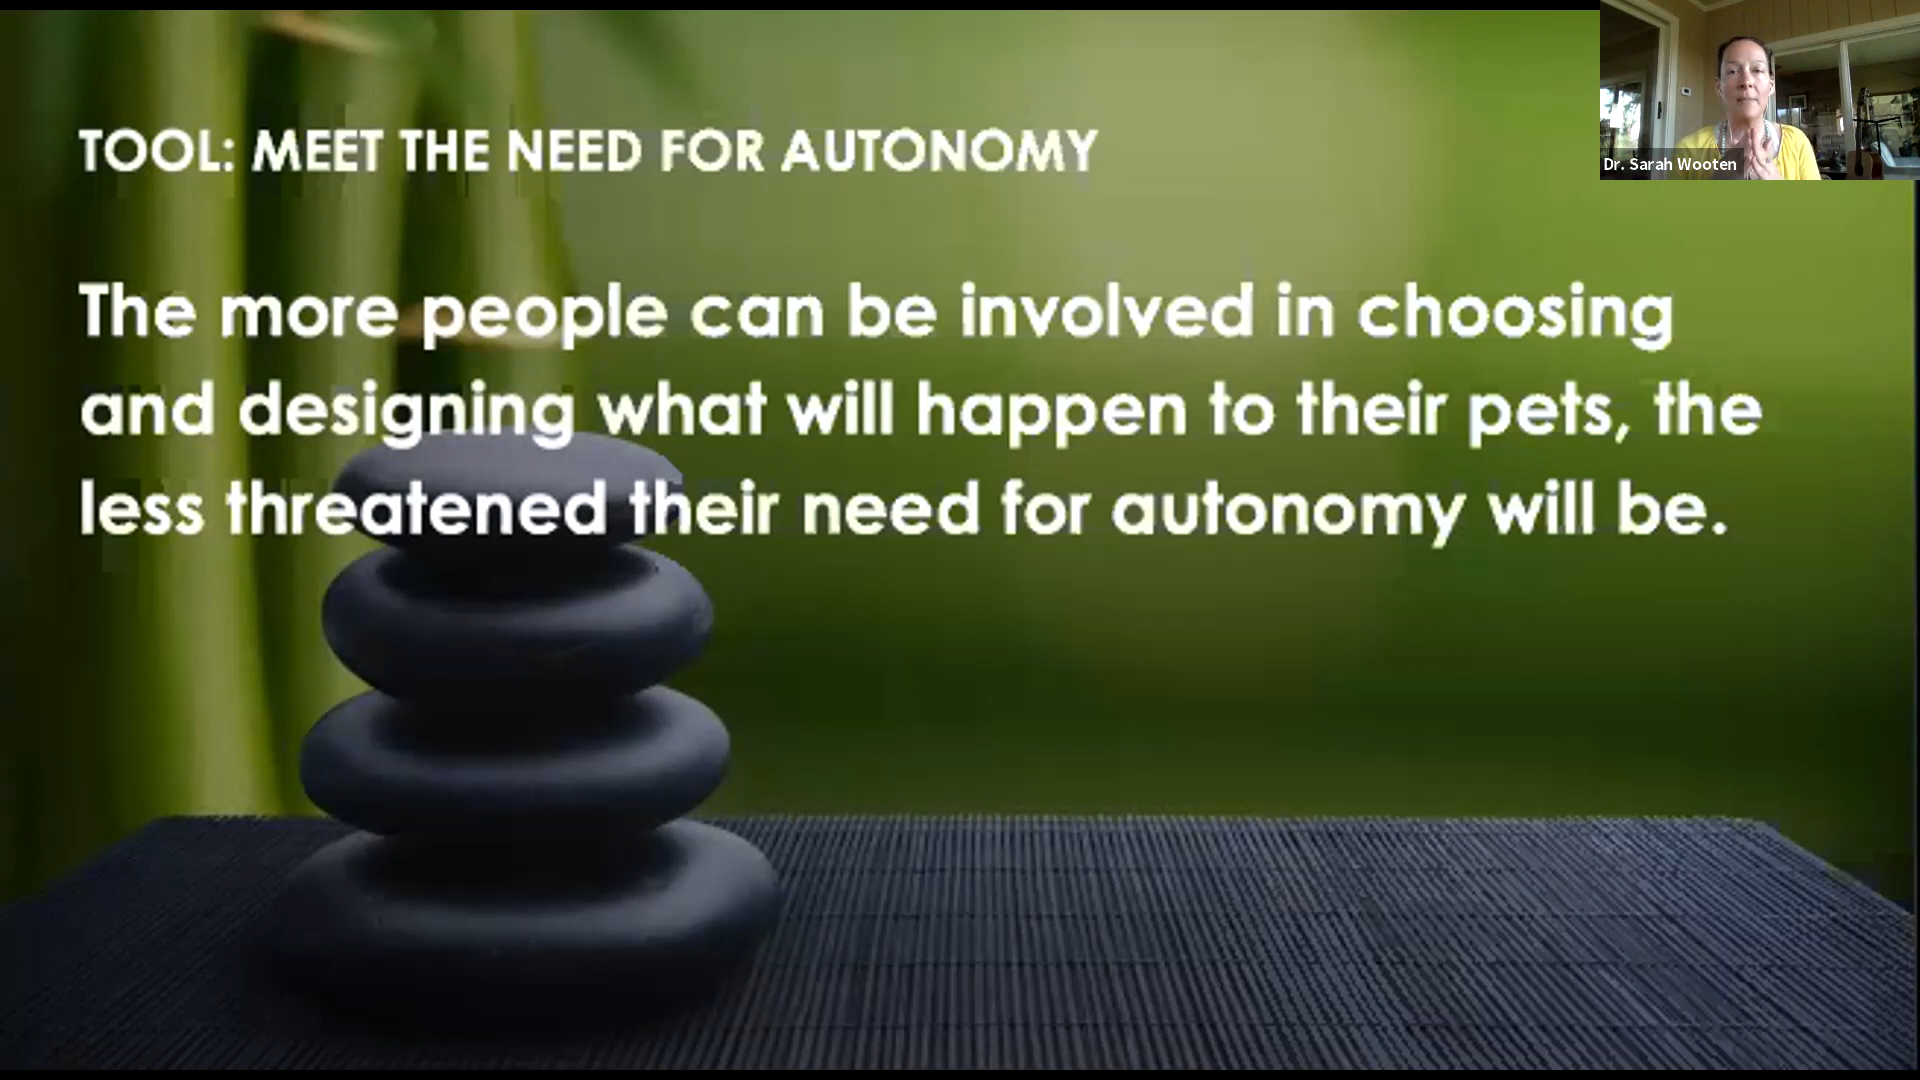 TOOL: MEET THE NEED FOR AUTONOMY
The more people can be involved in choosing
and designing what will happen to their pets, the
less threatened their need for autonomy will be.
Dr. Sarah Wooten